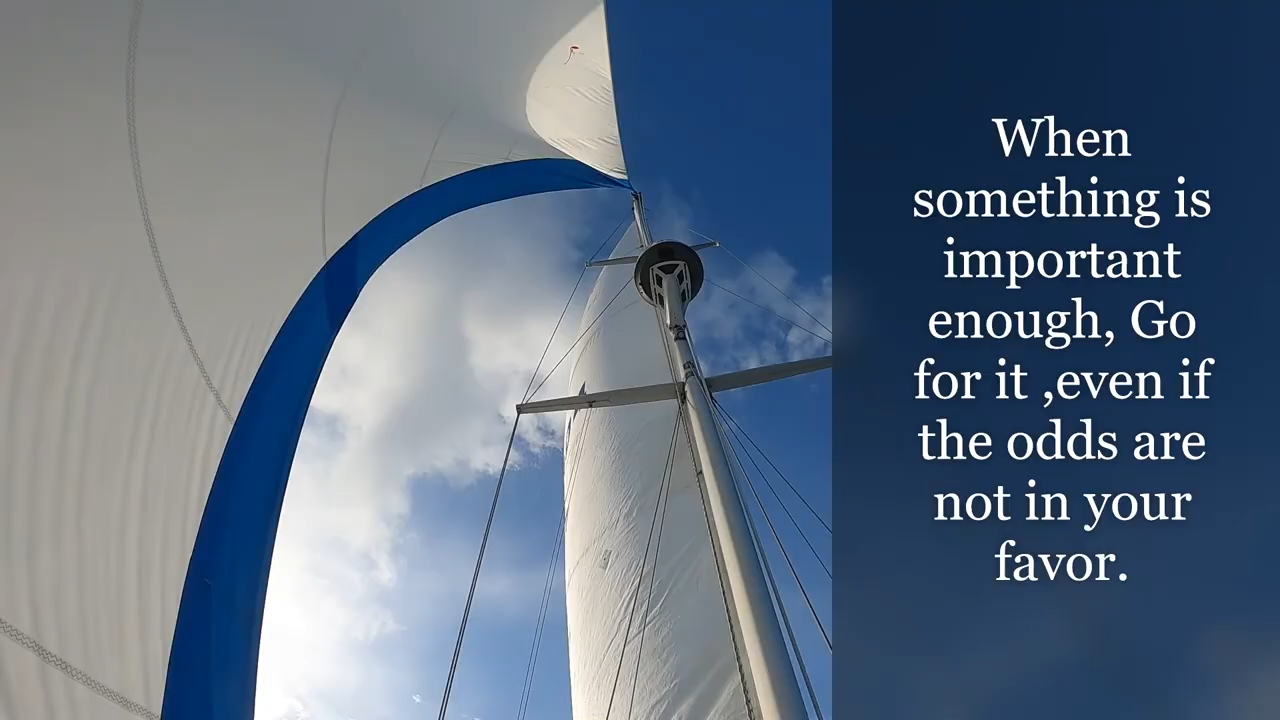 When
something is
important
enough, Go
for it ,even if
the odds are
not in your
favor.